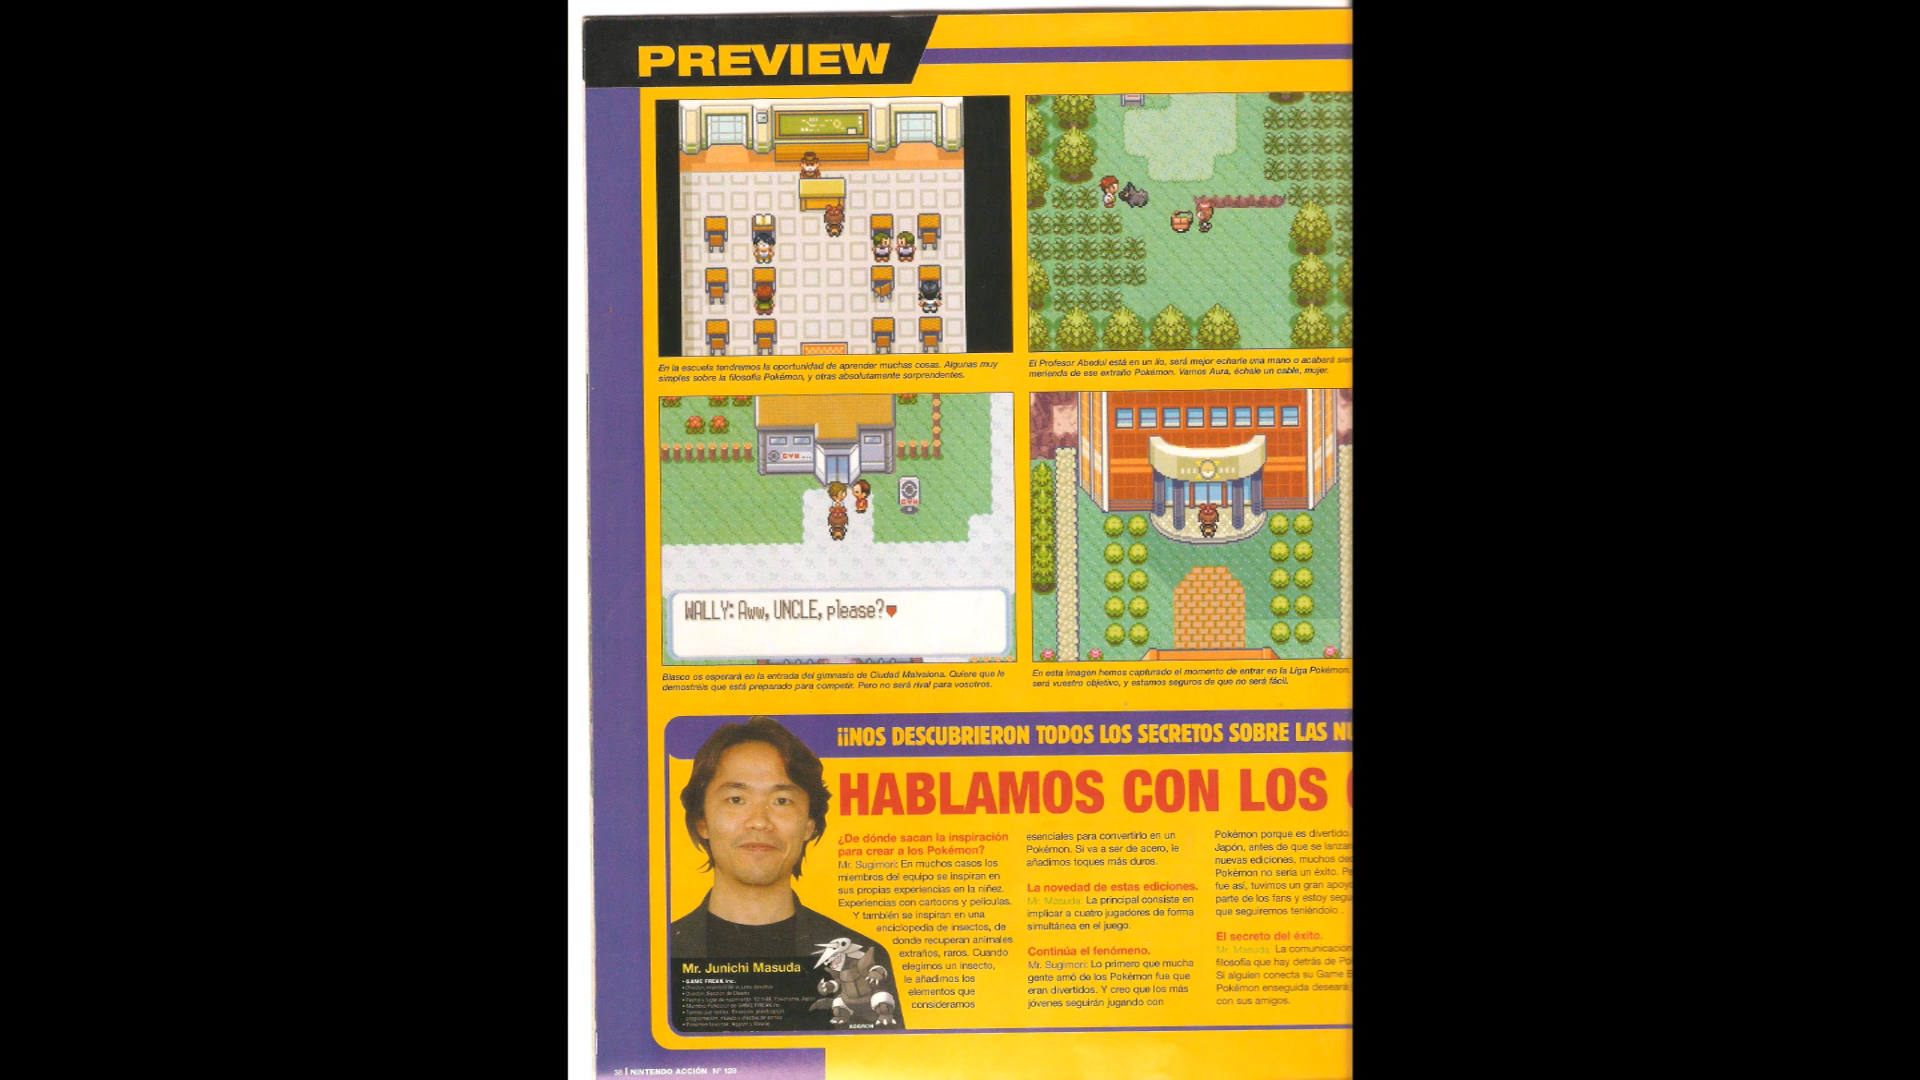 PREVIEW
En la escuela tendremos la oportunidad de aprender muchas cosas. Algunas muy
simples sobre la filosofía Pokémon, y otras absolutamente sorprendentes.
El Profesor Abedul está en un lío, será mejor echarle una mano o acabará
merienda de ese extraño Pokémon. Vamos Aura, échale un cable, mujer.
GYM
GYM
WALLY: Aww, UNCLE, please?
Blasco os esperará en la entrada del gimnasio de Ciudad Malvalona. Quiere que le
demostréis que está preparado para competir. Pero no será rival para vosotros.
En esta imagen hemos capturado el momento de entrar en la Liga Pokémon.
será vuestro objetivo, y estamos seguros de que no será fácil.
¡¡NOS DESCUBRIERON TODOS LOS SECRETOS SOBRE LAS
HABLAMOS CON LOS
¿De dónde sacan la inspiración
para crear a los Pokémon?
Mr. Sugimori: En muchos casos los
miembros del equipo se inspiran en
sus propias experiencias en la niñez.
Experiencias con cartoons y películas.
Y también se inspiran en una
enciclopedia de insectos, de
donde recuperan animales
extraños, raros. Cuando
elegimos un insecto,
le añadimos los
elementos que
consideramos
esenciales para convertirlo en un
Pokémon. Si va a ser de acero, le
añadimos toques más duros.
La novedad de estas ediciones.
Mr. Masuda: La principal consiste en
implicar a cuatro jugadores de forma
simultánea en el juego.
Continúa el fenómeno.
Mr. Sugimori: Lo primero que mucha
gente amó de los Pokémon fue que
eran divertidos. Y creo que los más
jóvenes seguirán jugando con
Pokémon porque es divertido.
Japón, antes de que se
nuevas ediciones, muchos
Pokémon no sería un éxito.
fue así, tuvimos un gran apoyo
parte de los fans y estoy
que seguiremos teniéndolo.
El secreto del éxito.
Mr. Masuda: La comunicación
filosofía que hay detrás de
Si alguien conecta su Game
Pokémon enseguida deseará
con sus amigos.
Mr. Junichi Masuda
• GAME FREAK inc.
AGGRON
38 | NINTENDO ACCIÓN Nº 129